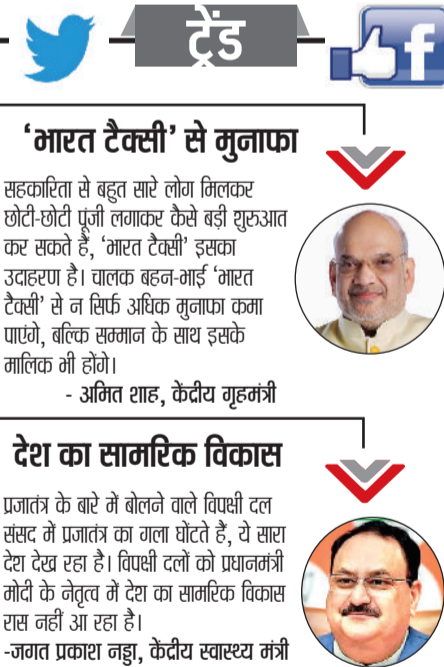 ट्रेंड
f
‘भारत टैक्सी’ से मुनाफा
सहकारिता से बहुत सारे लोग मिलकर
छोटी-छोटी पूंजी लगाकर कैसे बड़ी शुरुआत
कर सकते हैं, ‘भारत टैक्सी’ इसका
उदाहरण है। चालक बहन-भाई ‘भारत
टैक्सी’ से न सिर्फ अधिक मुनाफा कमा
पाएंगे, बल्कि सम्मान के साथ इसके
मालिक भी होंगे।
- अमित शाह, केंद्रीय गृहमंत्री
देश का सामरिक विकास
प्रजातंत्र के बारे में बोलने वाले विपक्षी दल
संसद में प्रजातंत्र का गला घोंटते हैं, ये सारा
देश देख रहा है। विपक्षी दलों को प्रधानमंत्री
मोदी के नेतृत्व में देश का सामरिक विकास
रास नहीं आ रहा है।
-जगत प्रकाश नड्डा, केंद्रीय स्वास्थ्य मंत्री